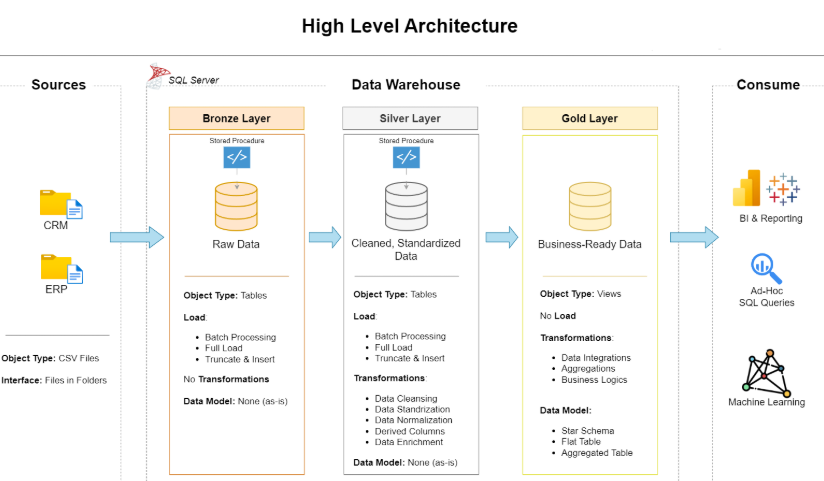 High Level Architecture
Sources
SQL Server
Data Warehouse
Consume
Bronze Layer
Stored Procedure
</>
Raw Data
Object Type: Tables
Load:
Batch Processing
Full Load
Truncate & Insert
No Transformations
Data Model: None (as-is)
Silver Layer
Stored Procedure
</>
Cleaned, Standardized
Data
Object Type: Tables
Load:
Batch Processing
Full Load
Truncate & Insert
Transformations:
Data Cleansing
Data Standrization
Data Normalization
Derived Columns
Data Enrichment
Data Model: None (as-is)
Gold Layer
Business-Ready Data
Object Type: Views
No Load
Transformations:
Data Integrations
Aggregations
Business Logics
Data Model:
Star Schema
Flat Table
Aggregated Table
CRM
ERP
Object Type: CSV Files
Interface: Files in Folders
BI & Reporting
Ad-Hoc
SQL Queries
Machine Learning